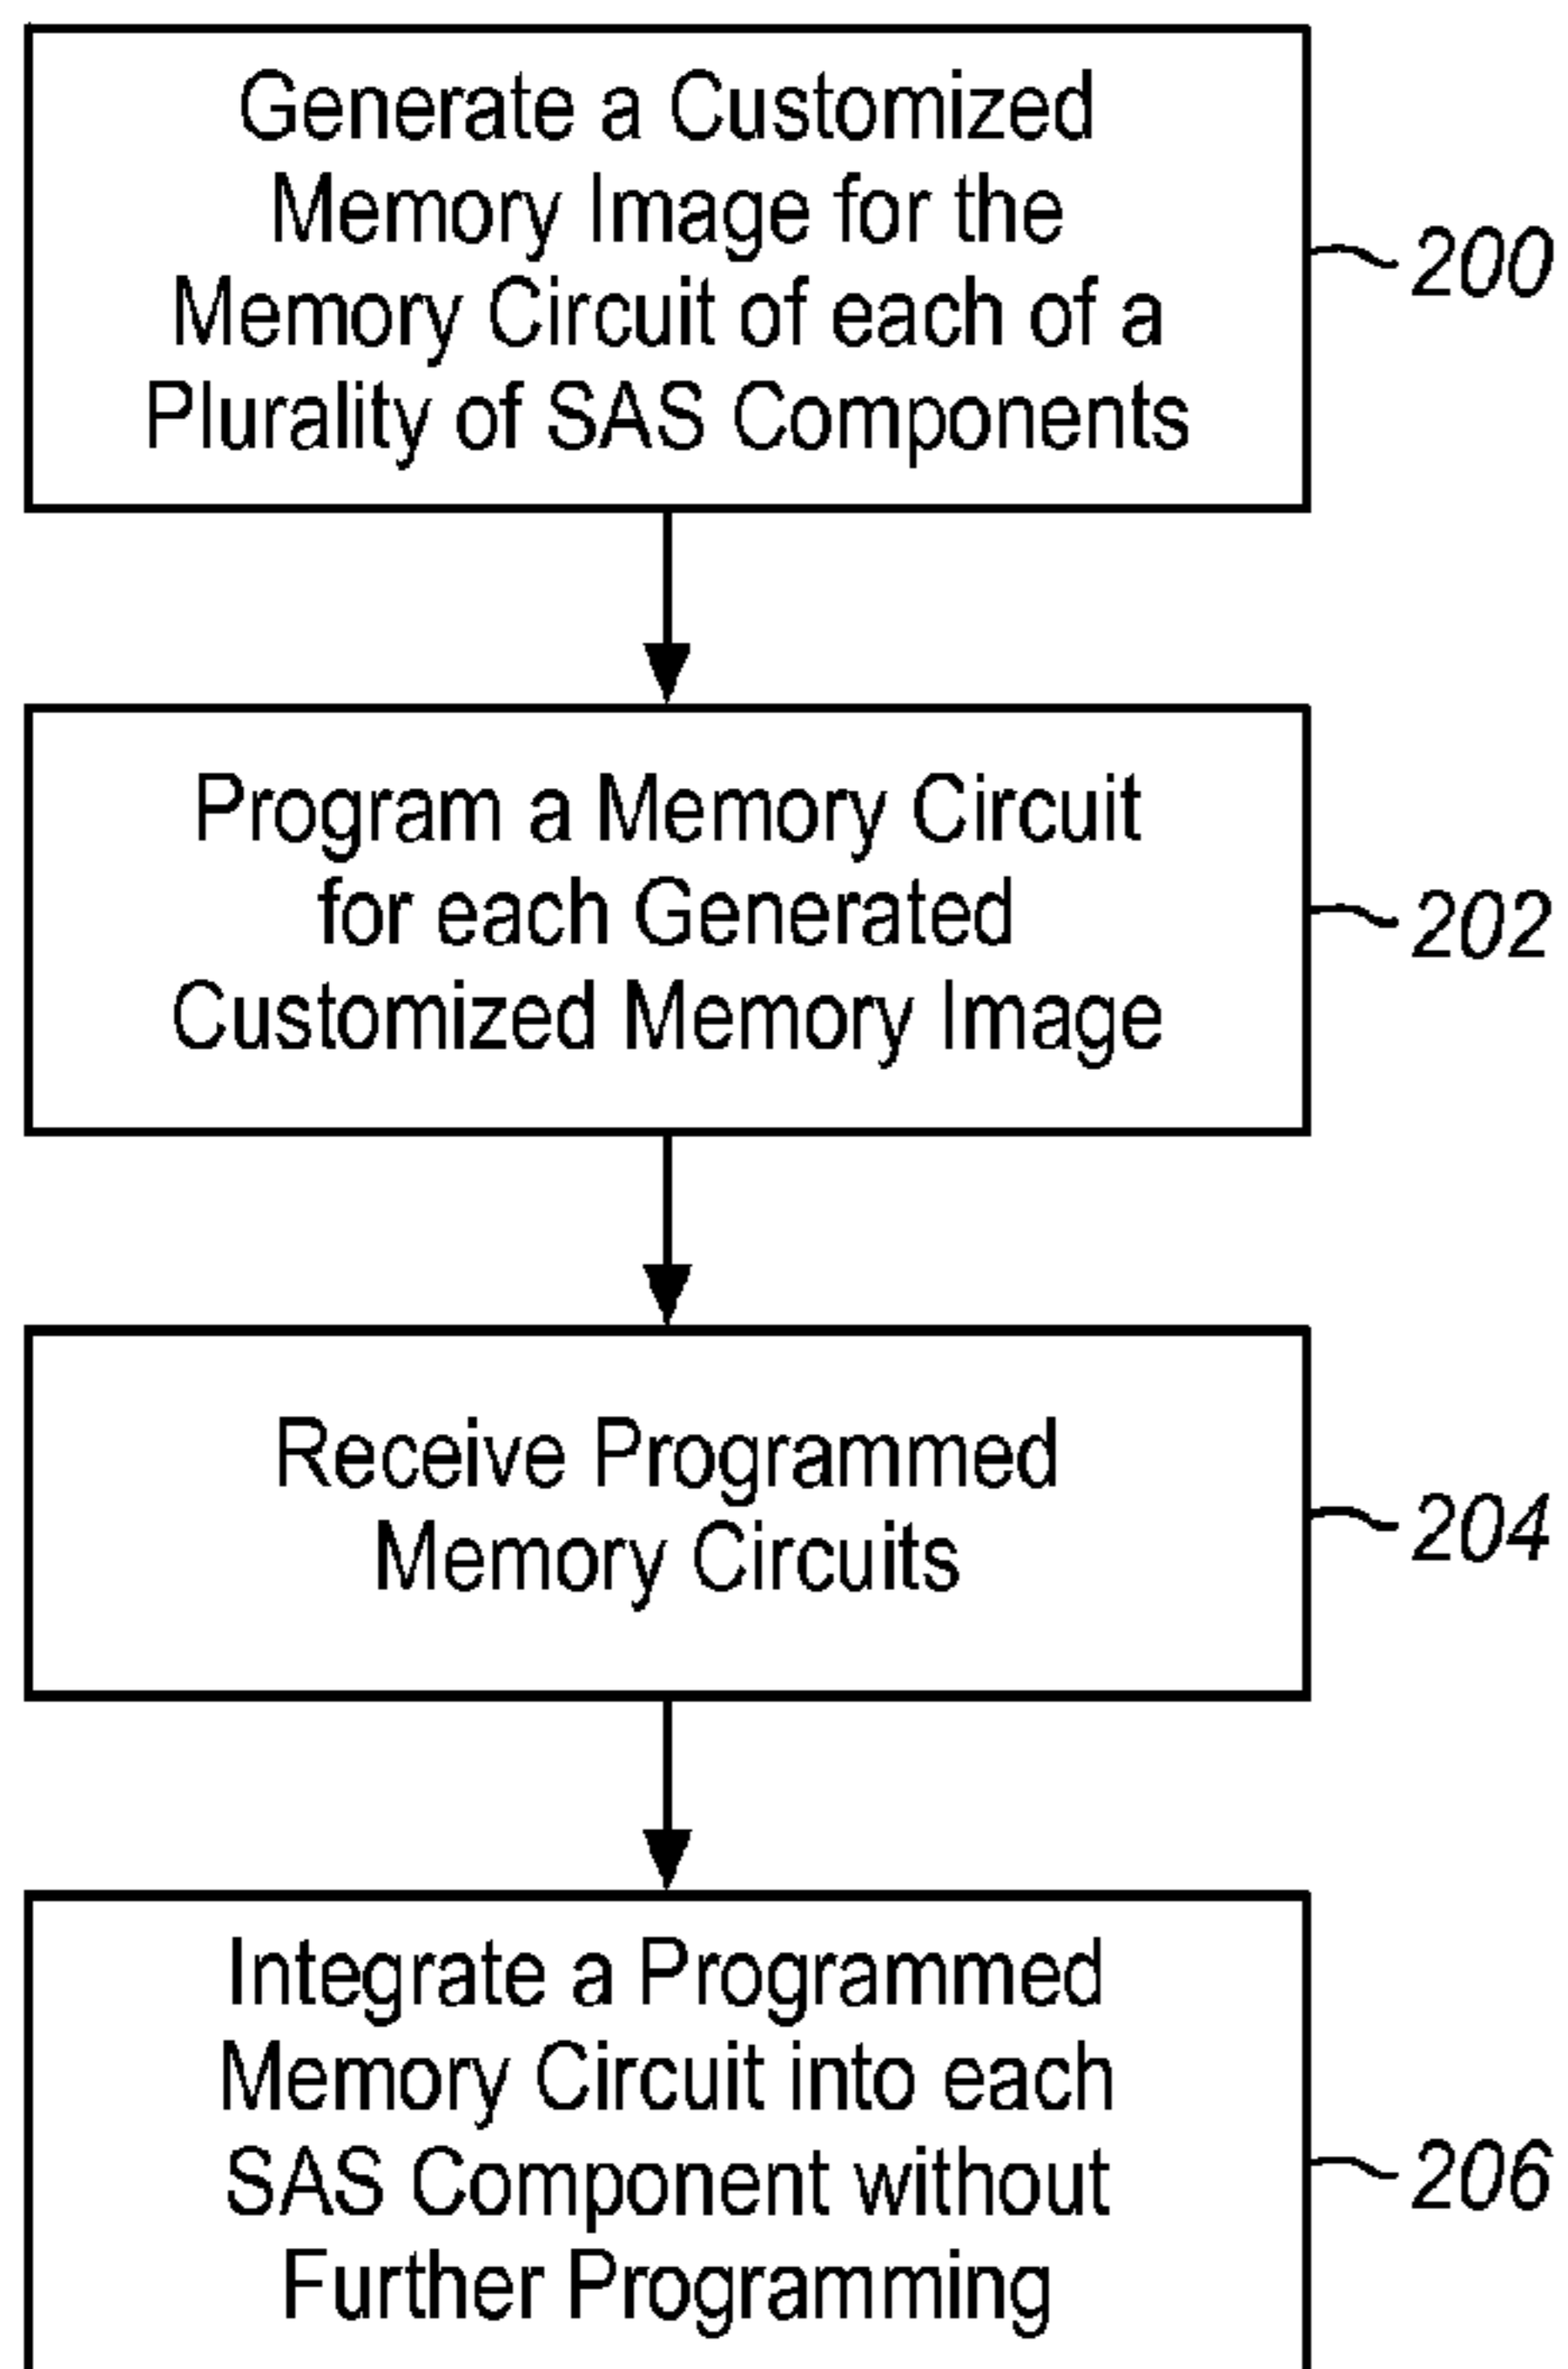 Generate a Customized
Memory Image for the
Memory Circuit of each of a
Plurality of SAS Components
200
Program a Memory Circuit
for each Generated
Customized Memory Image
202
Receive Programmed
Memory Circuits
204
Integrate a Programmed
Memory Circuit into each
SAS Component without
Further Programming
206